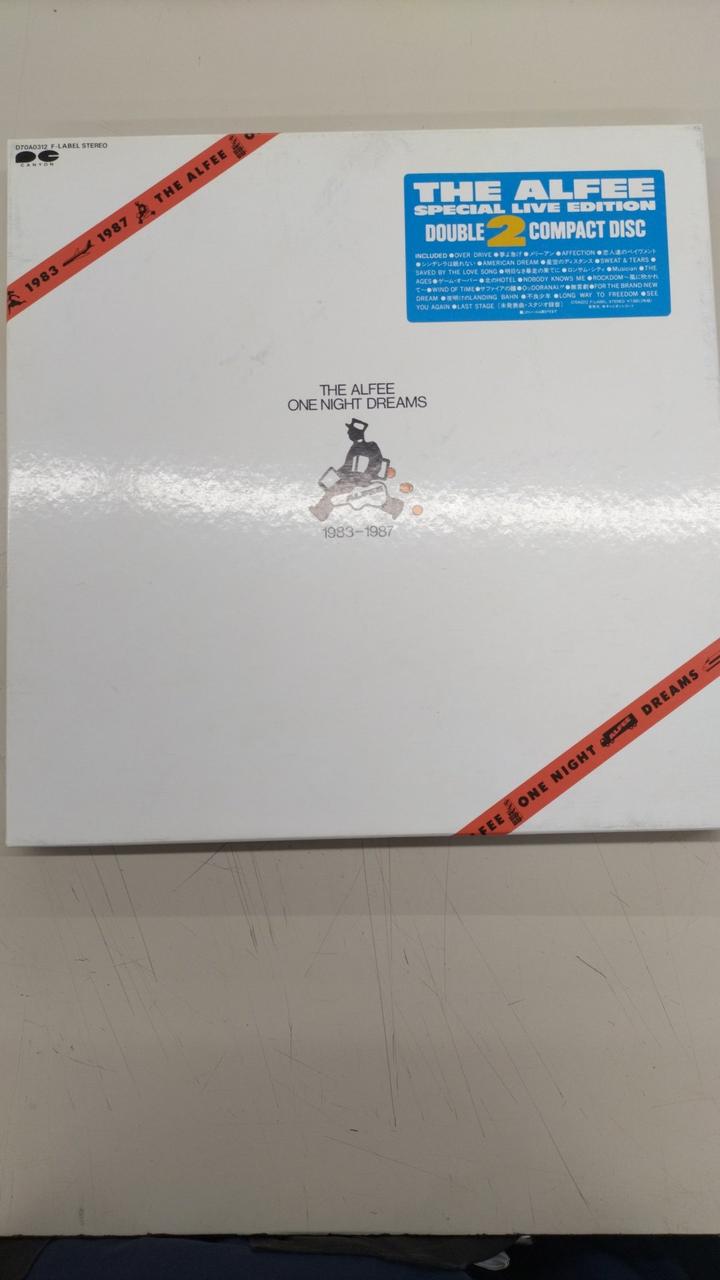 D70A0312 F-LABEL STEREO
CANYON
1983 1987 THE ALFEE
THE ALFEE
SPECIAL LIVE EDITION
DOUBLE 2 COMPACT DISC
INCLUDED ●OVER DRIVE ●夢よ急げ ●メリーアン ●AFFECTION ●恋人達のペイヴメント
●シンデレラは眠れない ●AMERICAN DREAM ●星空のディスタンス ●SWEAT & TEARS ●
SAVED BY THE LOVE SONG ●明日なき暴走の果てに ●ロンサム・シティ ●Musician ●THE
AGES ●ゲーム・オーバー ●北のHOTEL ●NOBODY KNOWS ME ●ROCKDOM〜風に吹かれ
て〜 ●WIND OF TIME ●サファイアの瞳 ●無言劇 ●FOR THE BRAND NEW
DREAM ●夜明けのLANDING BAHN ●不良少年 ●LONG WAY TO FREEDOM ●SEE
YOU AGAIN ●LAST STAGE [未発表曲・スタジオ録音]
THE ALFEE
ONE NIGHT DREAMS
1983-1987
FEE ONE NIGHT ALFEE DREAMS